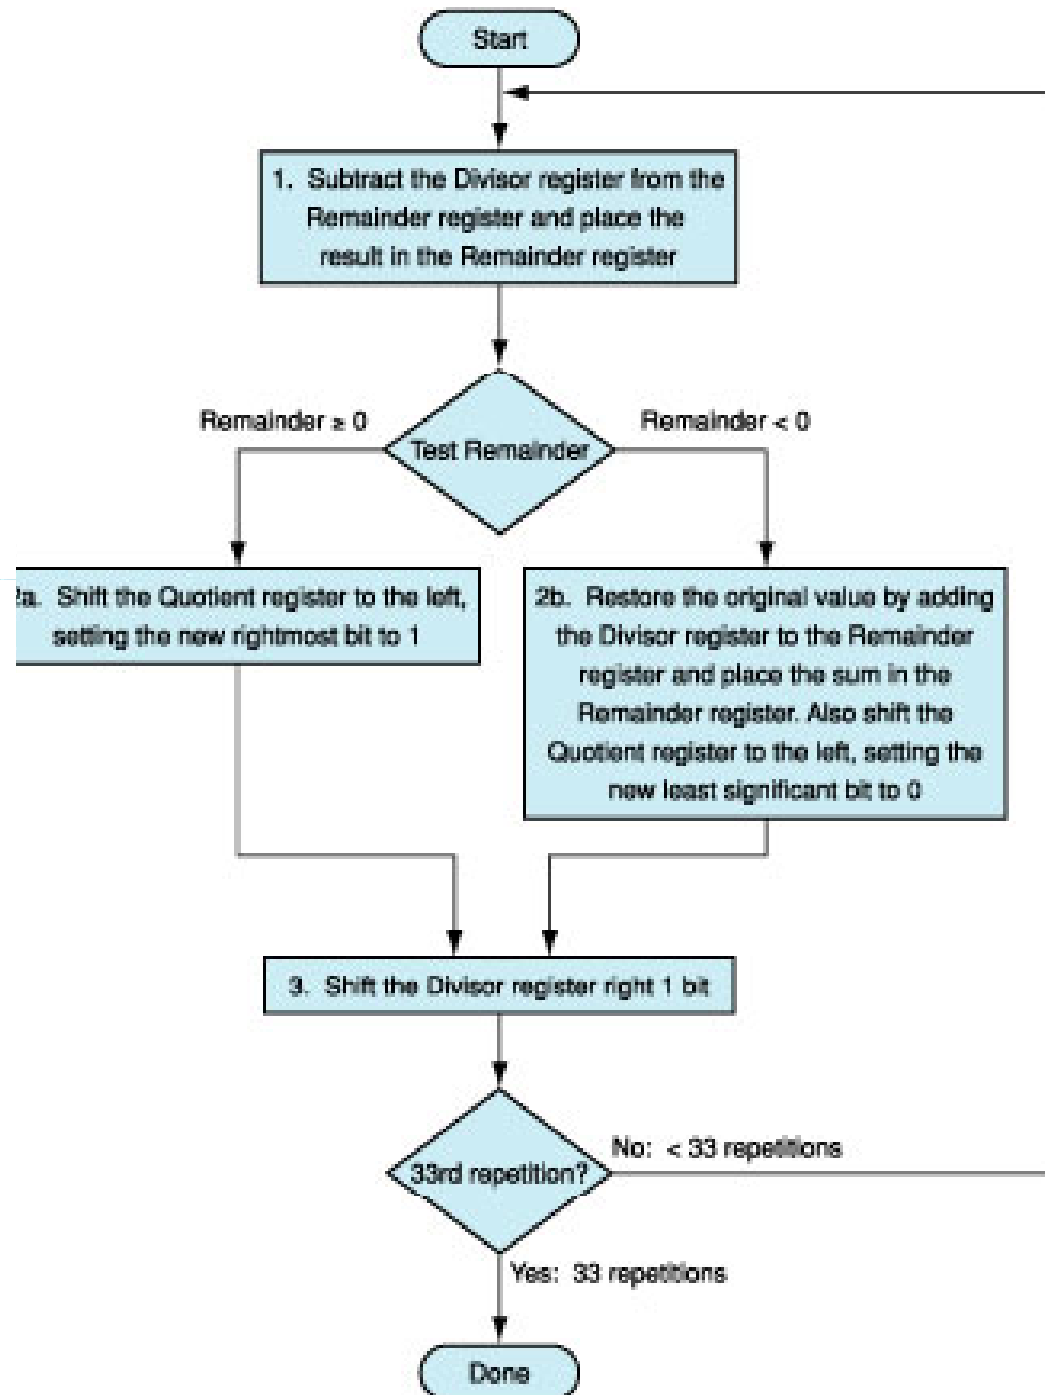 Start
1. Subtract the Divisor register from the
Remainder register and place the
result in the Remainder register
Remainder ≥ 0
Remainder < 0
Test Remainder
2a. Shift the Quotient register to the left,
setting the new rightmost bit to 1
2b. Restore the original value by adding
the Divisor register to the Remainder
register and place the sum in the
Remainder register. Also shift the
Quotient register to the left, setting the
new least significant bit to 0
3. Shift the Divisor register right 1 bit
No: < 33 repetitions
33rd repetition?
Yes: 33 repetitions
Done